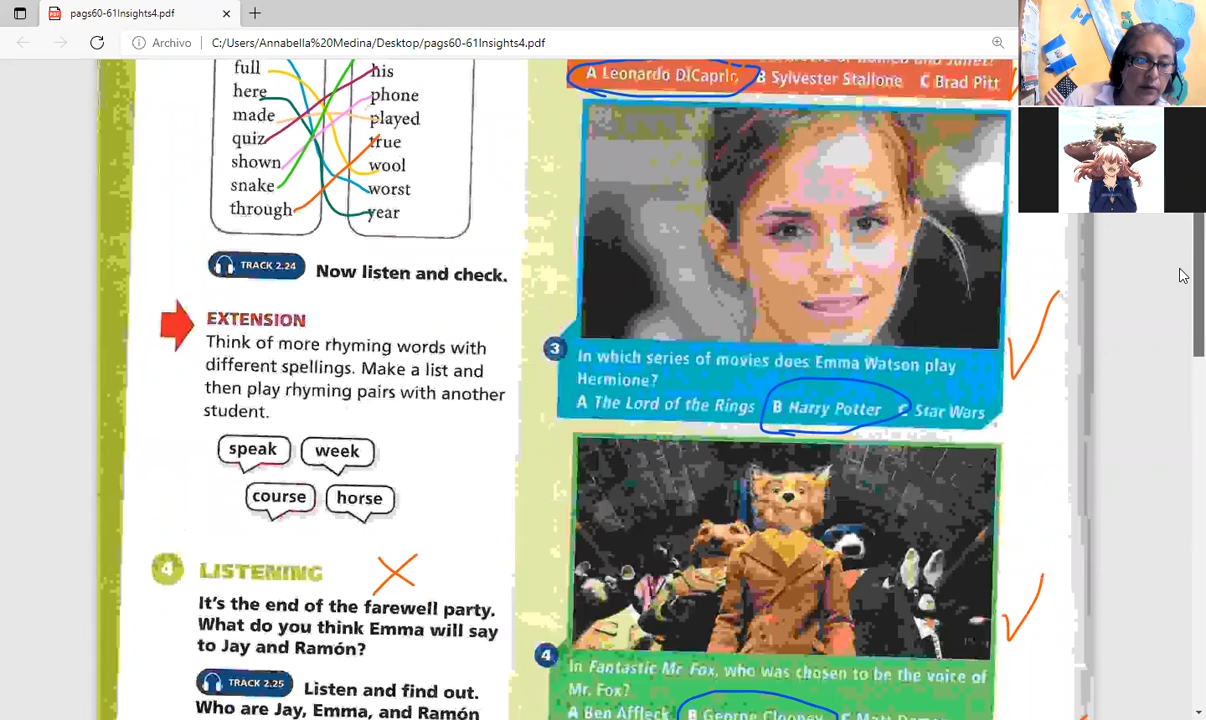 pags60-61Insights4.pdf
Archivo
C:/Users/Annabella%20Medina/Desktop/pags60-61Insights4.pdf
full
here
made
quiz
shown
snake
through
his
phone
played
true
wool
worst
year
TRACK 2.24
Now listen and check.
EXTENSION
Think of more rhyming words with
different spellings. Make a list and
then play rhyming pairs with another
student.
speak
week
course
horse
4 LISTENING
It's the end of the farewell party.
What do you think Emma will say
to Jay and Ramón?
TRACK 2.25
Listen and find out.
Who are Jay, Emma, and Ramón
A Leonardo DiCaprio B Sylvester Stallone C Brad Pitt
3 In which series of movies does Emma Watson play
Hermione?
A The Lord of the Rings B Harry Potter C Star Wars
4 In Fantastic Mr Fox, who was chosen to be the voice of
Mr. Fox?
A Ben Affleck B George Clooney C Matt